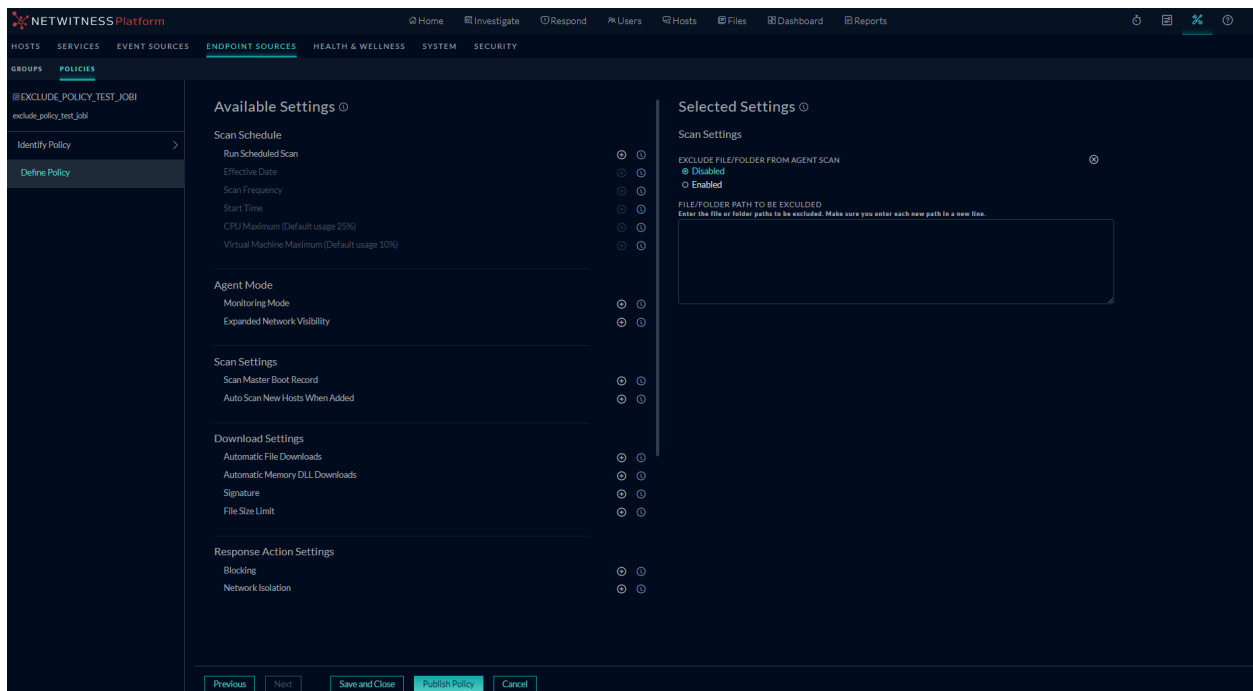 NETWITNESS Platform
Home Investigate Respond Users Hosts Files Dashboard Reports
HOSTS SERVICES EVENT SOURCES ENDPOINT SOURCES HEALTH & WELLNESS SYSTEM SECURITY
GROUPS POLICIES
EXCLUDE_POLICY_TEST_JOBI
exclude_policy_test_jobi
Identify Policy
Define Policy
Available Settings
Scan Schedule
Run Scheduled Scan
Effective Date
Scan Frequency
Start Time
CPU Maximum (Default usage 25%)
Virtual Machine Maximum (Default usage 10%)
Agent Mode
Monitoring Mode
Expanded Network Visibility
Scan Settings
Scan Master Boot Record
Auto Scan New Hosts When Added
Download Settings
Automatic File Downloads
Automatic Memory DLL Downloads
Signature
File Size Limit
Response Action Settings
Blocking
Network Isolation
Selected Settings
Scan Settings
EXCLUDE FILE/FOLDER FROM AGENT SCAN
Disabled
Enabled
FILE/FOLDER PATH TO BE EXCULDED
Enter the file or folder paths to be excluded. Make sure you enter each new path in a new line.
Previous Next Save and Close Publish Policy Cancel